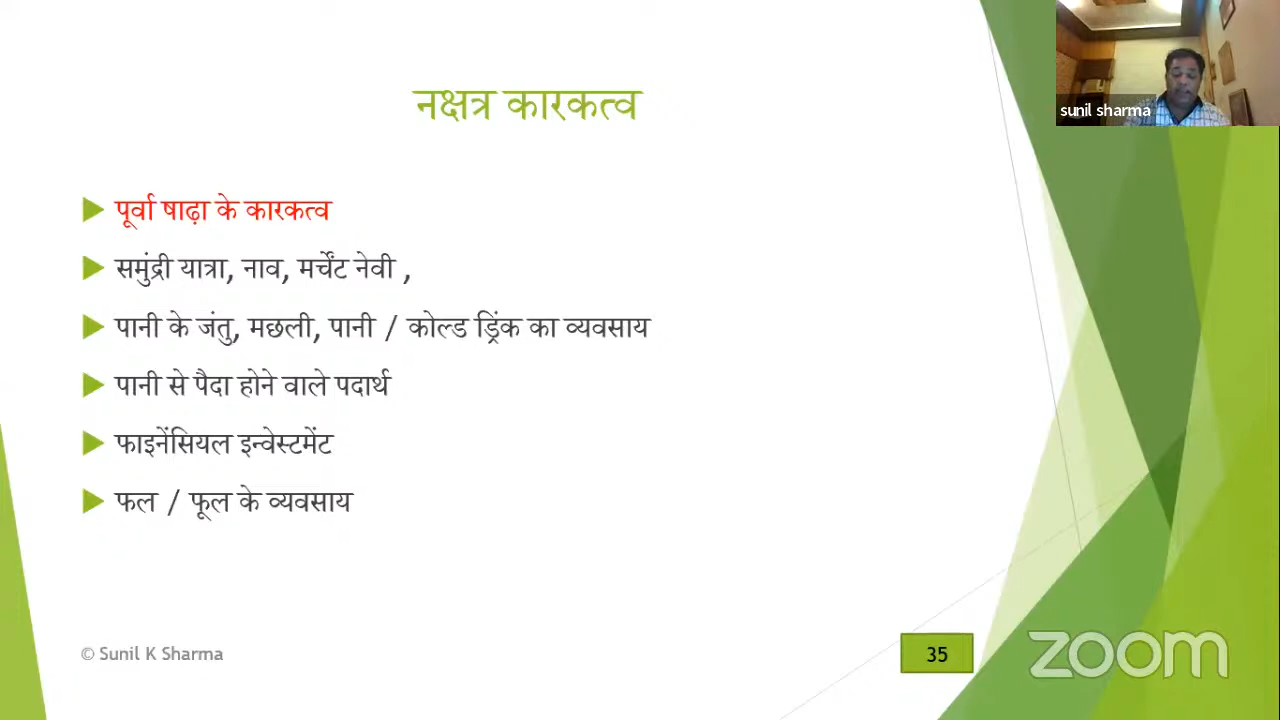 sunil sharma
नक्षत्र कारकत्व
पूर्वा षाढ़ा के कारकत्व
समुंद्री यात्रा, नाव, मर्चेंट नेवी ,
पानी के जंतु, मछली, पानी / कोल्ड ड्रिंक का व्यवसाय
पानी से पैदा होने वाले पदार्थ
फाइनेंसियल इन्वेस्टमेंट
फल / फूल के व्यवसाय
© Sunil K Sharma
35
zoom